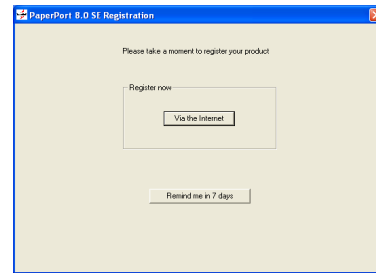 PaperPort 8.0 SE Registration
Please take a moment to register your product
Register now
Via the Internet
Remind me in 7 days